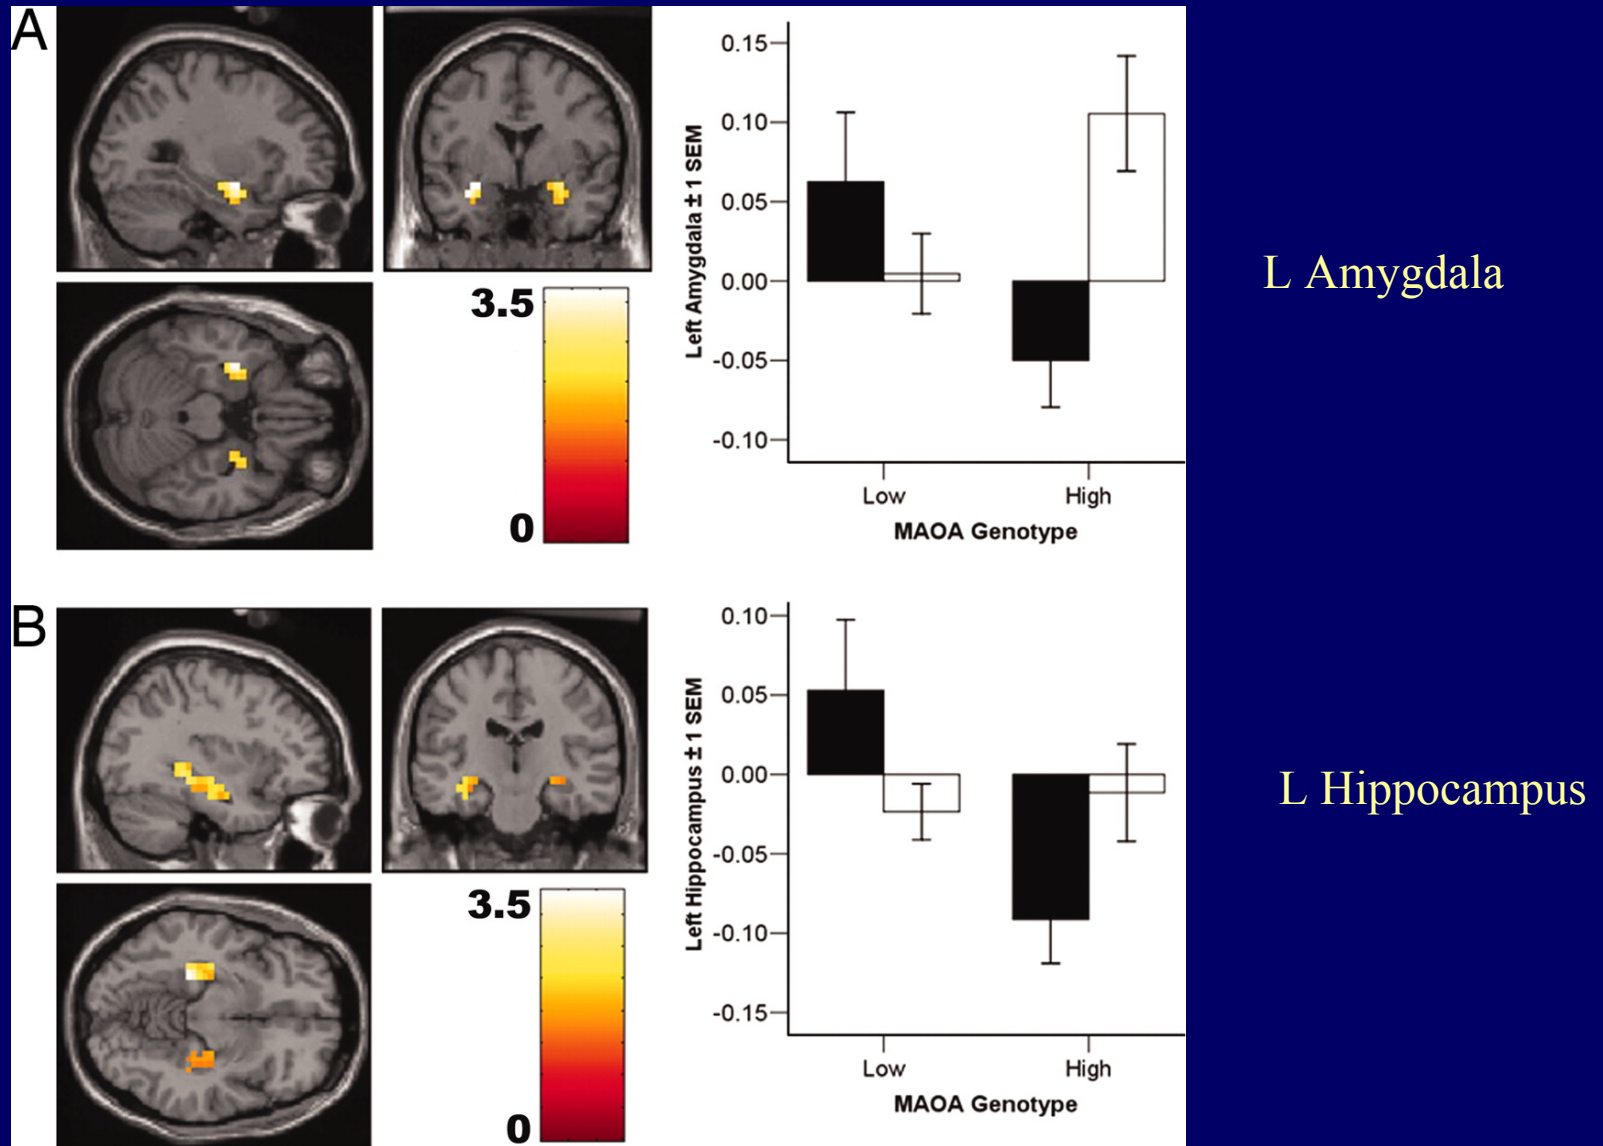 A
3.5
0
0.15
0.10
0.05
0.00
-0.05
-0.10
Left Amygdala ± 1 SEM
Low High
MAOA Genotype
L Amygdala
B
3.5
0
0.10
0.05
0.00
-0.05
-0.10
-0.15
Left Hippocampus ± 1 SEM
Low High
MAOA Genotype
L Hippocampus